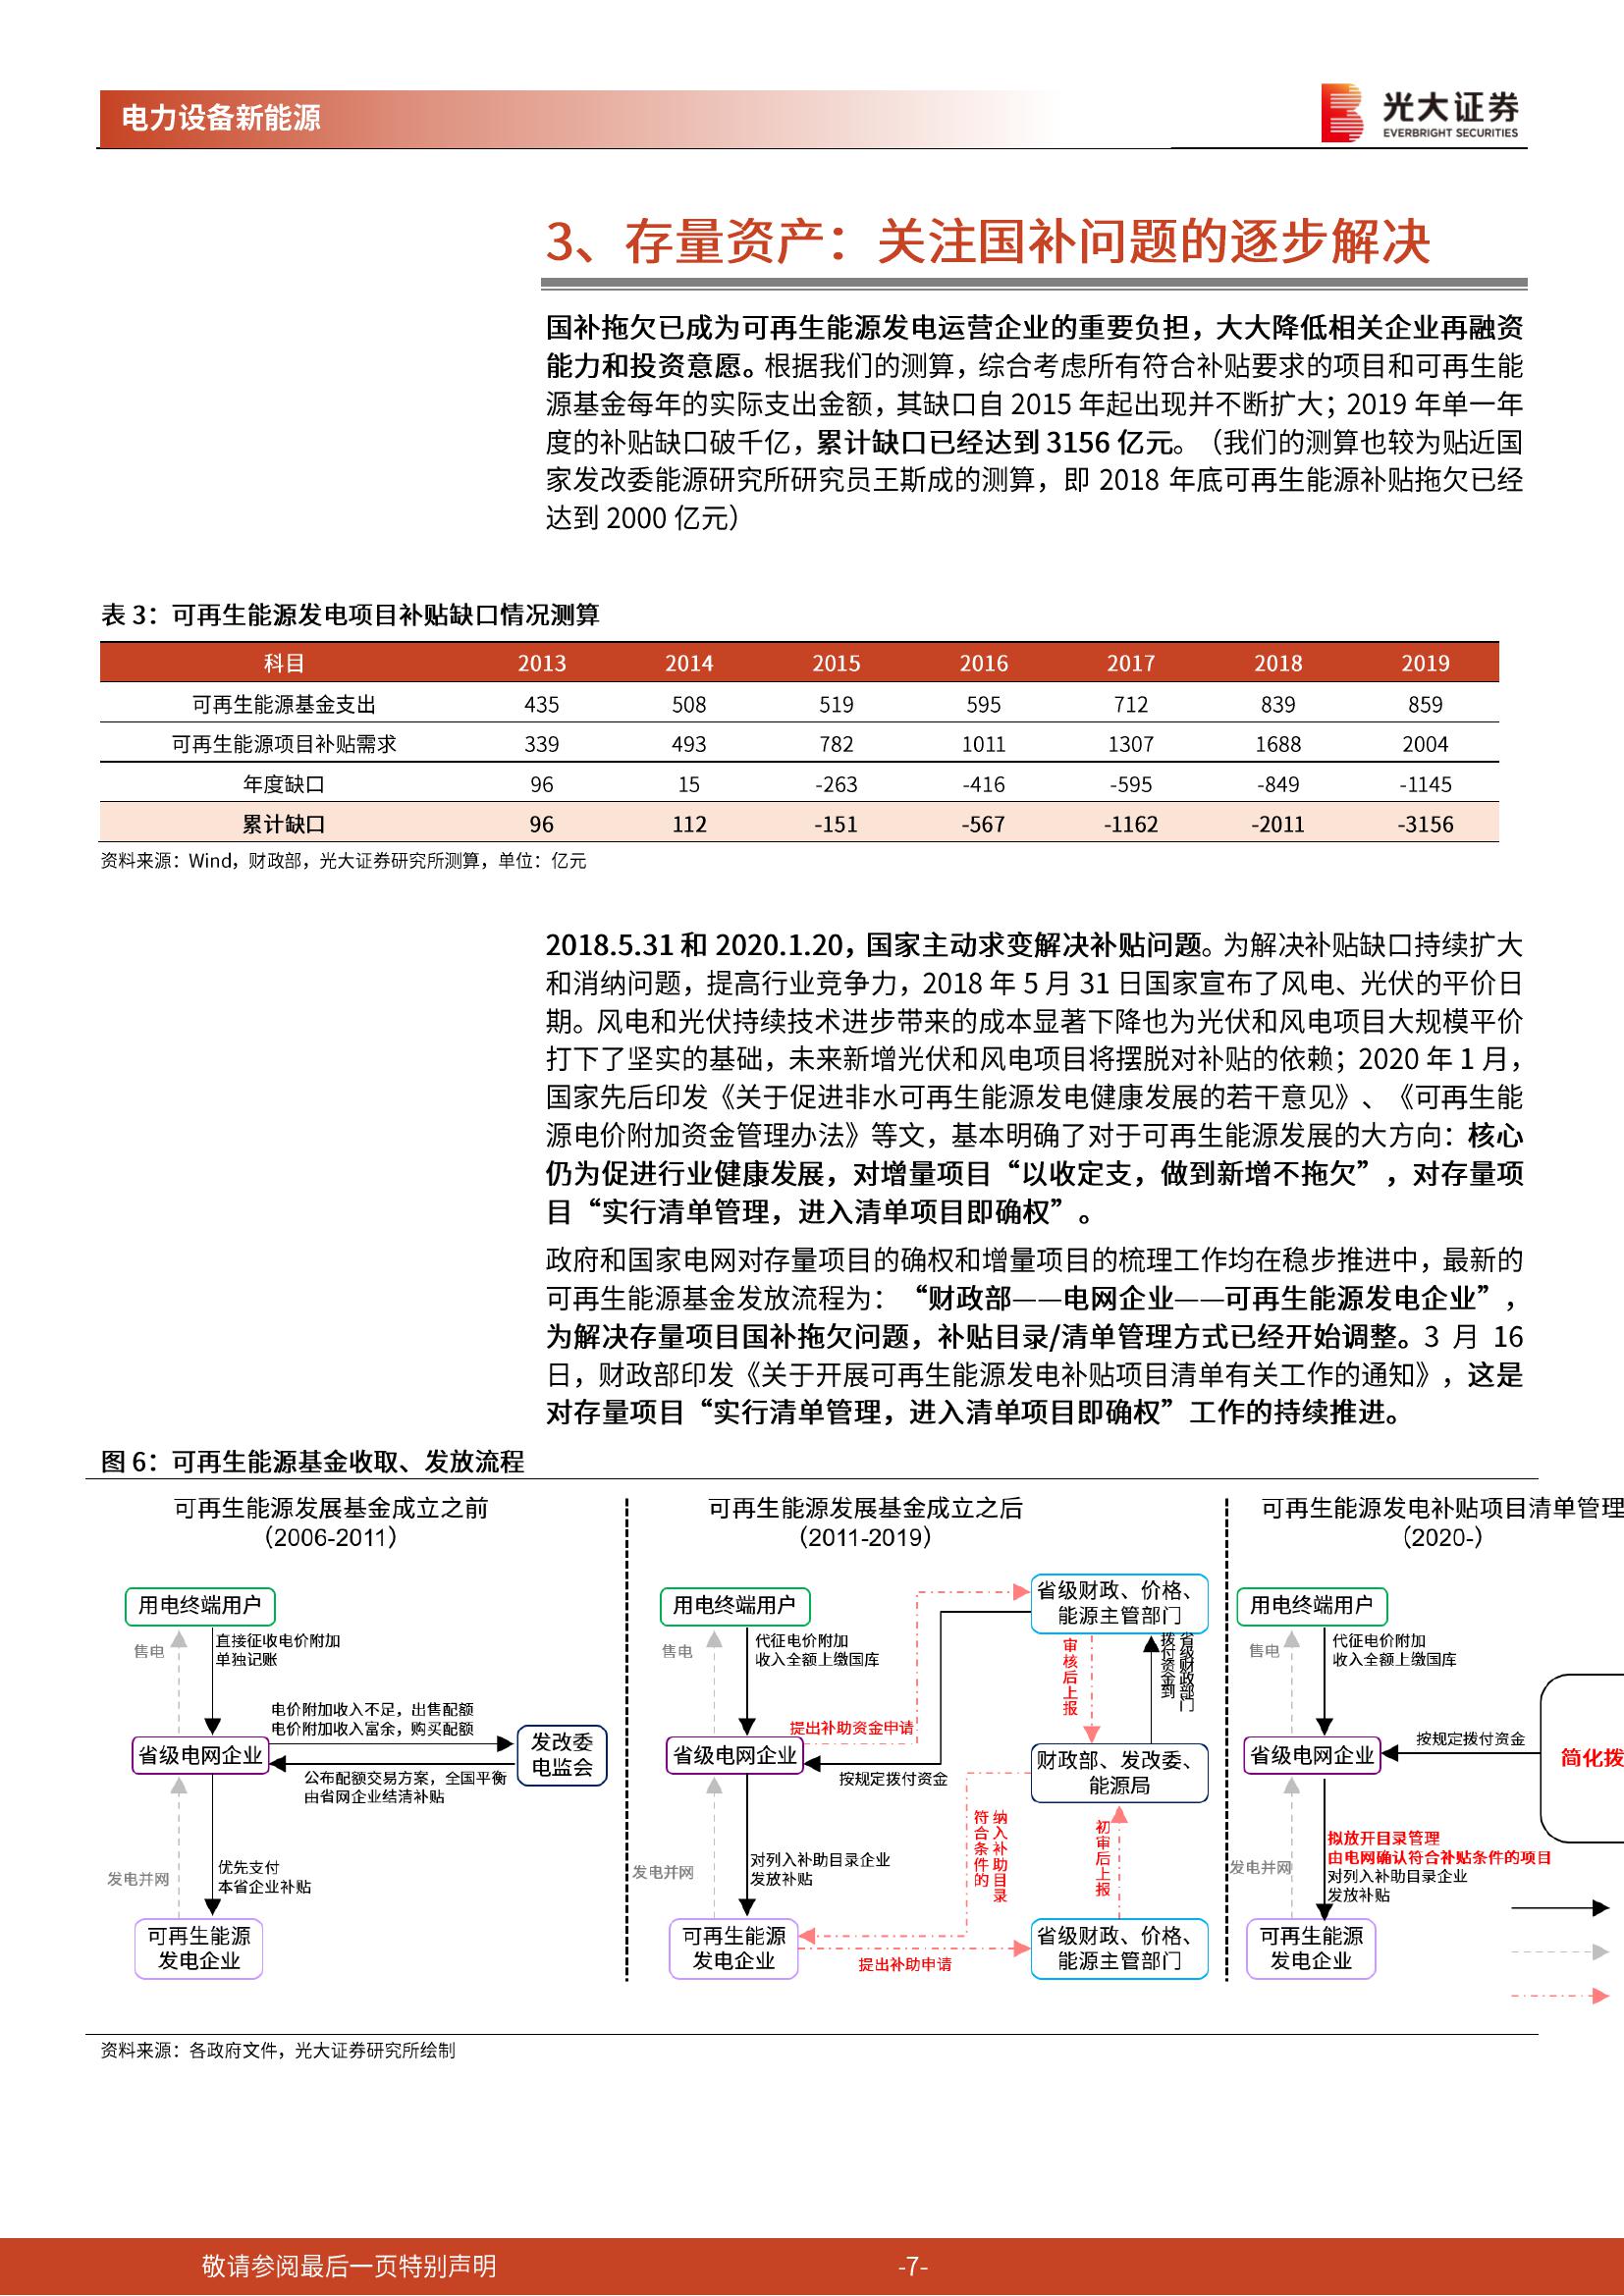 电力设备新能源
光大证券
EVERBRIGHT SECURITIES
3、存量资产：关注国补问题的逐步解决
国补拖欠已成为可再生能源发电运营企业的重要负担，大大降低相关企业再融资
能力和投资意愿。根据我们的测算，综合考虑所有符合补贴要求的项目和可再生能
源基金每年的实际支出金额，其缺口自 2015 年起出现并不断扩大；2019 年单一年
度的补贴缺口破千亿，累计缺口已经达到 3156 亿元。（我们的测算也较为贴近国
家发改委能源研究所研究员王斯成的测算，即 2018 年底可再生能源补贴拖欠已经
达到 2000 亿元）
表 3：可再生能源发电项目补贴缺口情况测算
科目 2013 2014 2015 2016 2017 2018 2019
可再生能源基金支出 435 508 519 595 712 839 859
可再生能源项目补贴需求 339 493 782 1011 1307 1688 2004
年度缺口 96 15 -263 -416 -595 -849 -1145
累计缺口 96 112 -151 -567 -1162 -2011 -3156
资料来源：Wind，财政部，光大证券研究所测算，单位：亿元
2018.5.31 和 2020.1.20，国家主动求变解决补贴问题。为解决补贴缺口持续扩大
和消纳问题，提高行业竞争力，2018 年 5 月 31 日国家宣布了风电、光伏的平价日
期。风电和光伏持续技术进步带来的成本显著下降也为光伏和风电项目大规模平价
打下了坚实的基础，未来新增光伏和风电项目将摆脱对补贴的依赖；2020 年 1 月，
国家先后印发《关于促进非水可再生能源发电健康发展的若干意见》、《可再生能
源电价附加资金管理办法》等文，基本明确了对于可再生能源发展的大方向：核心
仍为促进行业健康发展，对增量项目“以收定支，做到新增不拖欠”，对存量项
目“实行清单管理，进入清单项目即确权”。
政府和国家电网对存量项目的确权和增量项目的梳理工作均在稳步推进中，最新的
可再生能源基金发放流程为：“财政部——电网企业——可再生能源发电企业”，
为解决存量项目国补拖欠问题，补贴目录/清单管理方式已经开始调整。3 月 16
日，财政部印发《关于开展可再生能源发电补贴项目清单有关工作的通知》，这是
对存量项目“实行清单管理，进入清单项目即确权”工作的持续推进。
图 6：可再生能源基金收取、发放流程
可再生能源发展基金成立之前
（2006-2011）
用电终端用户
售电
直接征收电价附加
单独记账
电价附加收入不足，出售配额
电价附加收入富余，购买配额
省级电网企业
发改委
电监会
公布配额交易方案，全国平衡
由省网企业结清补贴
发电并网
优先支付
本省企业补贴
可再生能源
发电企业
可再生能源发展基金成立之后
（2011-2019）
用电终端用户
售电
代征电价附加
收入全额上缴国库
省级财政、价格、
能源主管部门
审核后上报
拨付资金到
省级财政部门
提出补助资金申请
省级电网企业
按规定拨付资金
财政部、发改委、
能源局
符合条件的
纳入补助目录
初审后上报
发电并网
对列入补助目录企业
发放补贴
可再生能源
发电企业
提出补助申请
省级财政、价格、
能源主管部门
可再生能源发电补贴项目清单管理
（2020-）
用电终端用户
售电
代征电价附加
收入全额上缴国库
省级电网企业
按规定拨付资金
简化拨
拟放开目录管理
由电网确认符合补贴条件的项目
对列入补助目录企业
发放补贴
发电并网
可再生能源
发电企业
资料来源：各政府文件，光大证券研究所绘制
敬请参阅最后一页特别声明
-7-